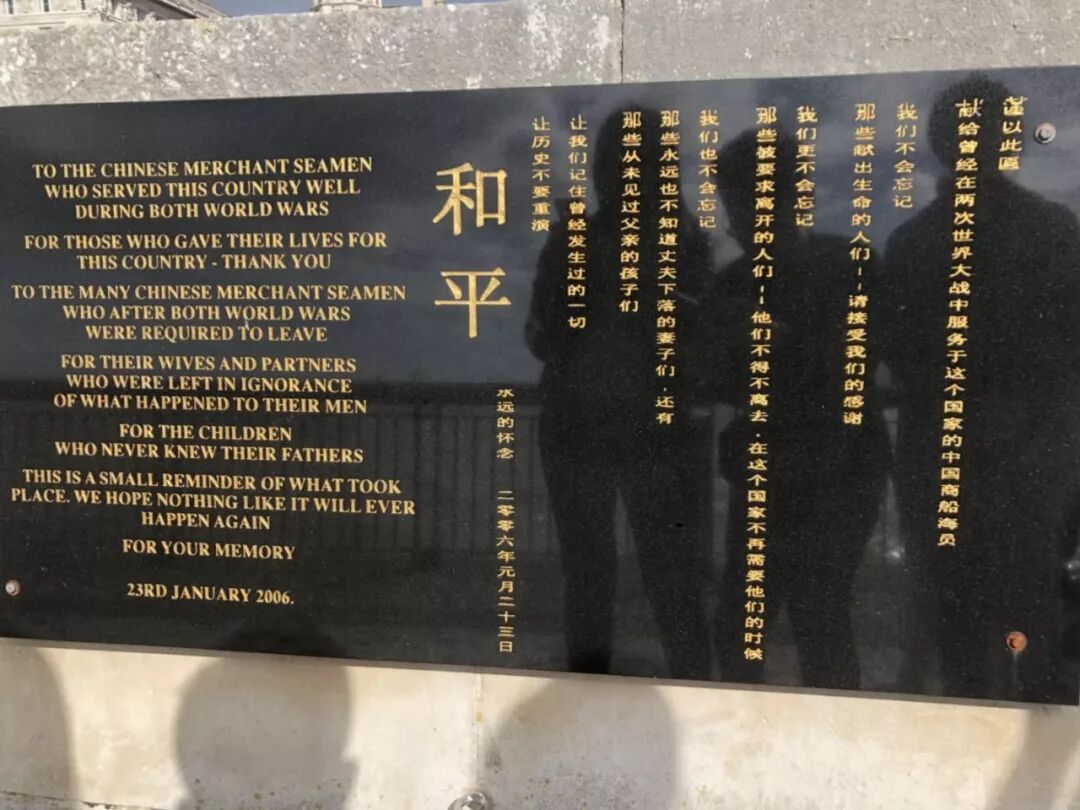 TO THE CHINESE MERCHANT SEAMEN
WHO SERVED THIS COUNTRY WELL
DURING BOTH WORLD WARS
FOR THOSE WHO GAVE THEIR LIVES FOR
THIS COUNTRY - THANK YOU
TO THE MANY CHINESE MERCHANT SEAMEN
WHO AFTER BOTH WORLD WARS
WERE REQUIRED TO LEAVE
FOR THEIR WIVES AND PARTNERS
WHO WERE LEFT IN IGNORANCE
OF WHAT HAPPENED TO THEIR MEN
FOR THE CHILDREN
WHO NEVER KNEW THEIR FATHERS
THIS IS A SMALL REMINDER OF WHAT TOOK
PLACE. WE HOPE NOTHING LIKE IT WILL EVER
HAPPEN AGAIN
FOR YOUR MEMORY
23RD JANUARY 2006.
谨以此匾
献给曾经在两次世界大战中服务于这个国家的中国商船海员
我们不会忘记
那些献出生命的人们--请接受我们的感谢
我们更不会忘记
那些被要求离开的人们--他们不得不离去.在这个国家不再需要他们的时候
我们也不会忘记
那些永远也不知道丈夫下落的妻子们.还有
那些从未见过父亲的孩子们
让我们记住曾经发生过的一切
让历史不要重演
永远的怀念 二零零六年元月二十三日
和平